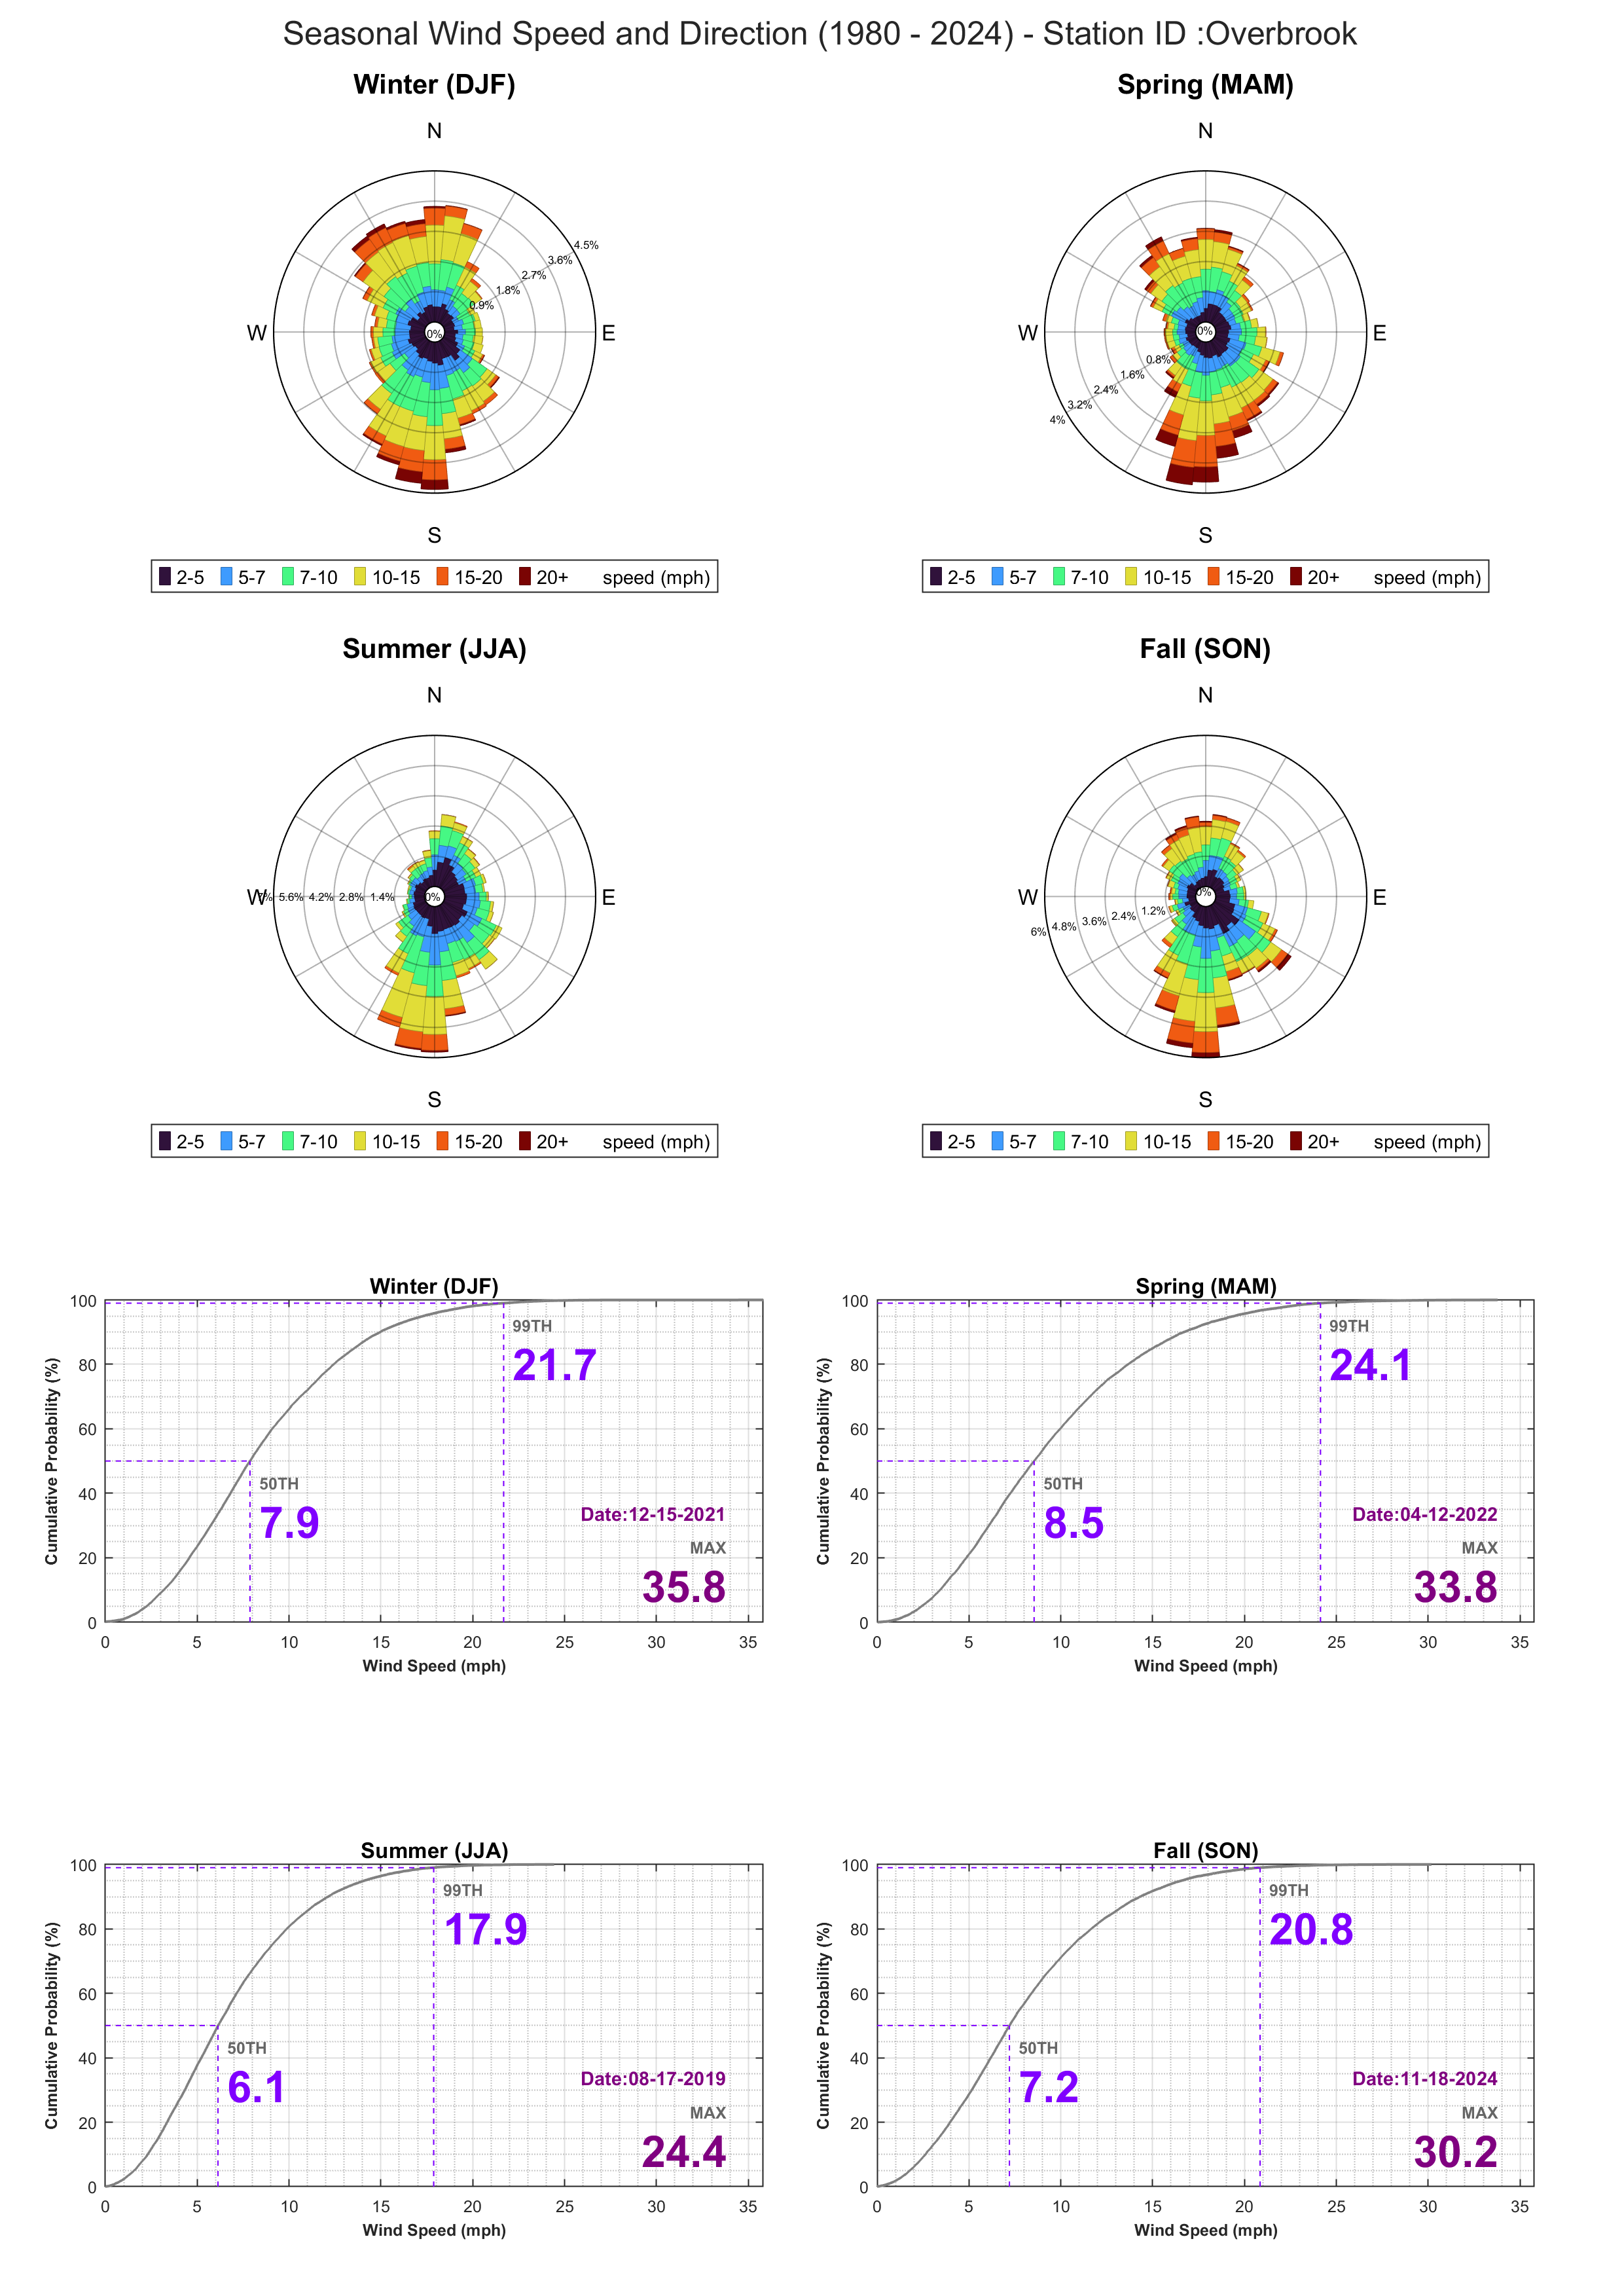 Seasonal Wind Speed and Direction (1980 - 2024) - Station ID :Overbrook
Winter (DJF)
N
W
E
S
0%
0.9%
1.8%
2.7%
3.6%
4.5%
2-5 5-7 7-10 10-15 15-20 20+ speed (mph)
Spring (MAM)
N
W
E
S
0%
0.8%
1.6%
2.4%
3.2%
4%
2-5 5-7 7-10 10-15 15-20 20+ speed (mph)
Summer (JJA)
N
W
E
S
0%
1.4%
2.8%
4.2%
5.6%
7%
2-5 5-7 7-10 10-15 15-20 20+ speed (mph)
Fall (SON)
N
W
E
S
0%
1.2%
2.4%
3.6%
4.8%
6%
2-5 5-7 7-10 10-15 15-20 20+ speed (mph)
Winter (DJF)
Cumulative Probability (%)
100
80
60
40
20
0
99TH
21.7
50TH
7.9
Date:12-15-2021
MAX
35.8
0 5 10 15 20 25 30 35
Wind Speed (mph)
Spring (MAM)
Cumulative Probability (%)
100
80
60
40
20
0
99TH
24.1
50TH
8.5
Date:04-12-2022
MAX
33.8
0 5 10 15 20 25 30 35
Wind Speed (mph)
Summer (JJA)
Cumulative Probability (%)
100
80
60
40
20
0
99TH
17.9
50TH
6.1
Date:08-17-2019
MAX
24.4
0 5 10 15 20 25 30 35
Wind Speed (mph)
Fall (SON)
Cumulative Probability (%)
100
80
60
40
20
0
99TH
20.8
50TH
7.2
Date:11-18-2024
MAX
30.2
0 5 10 15 20 25 30 35
Wind Speed (mph)